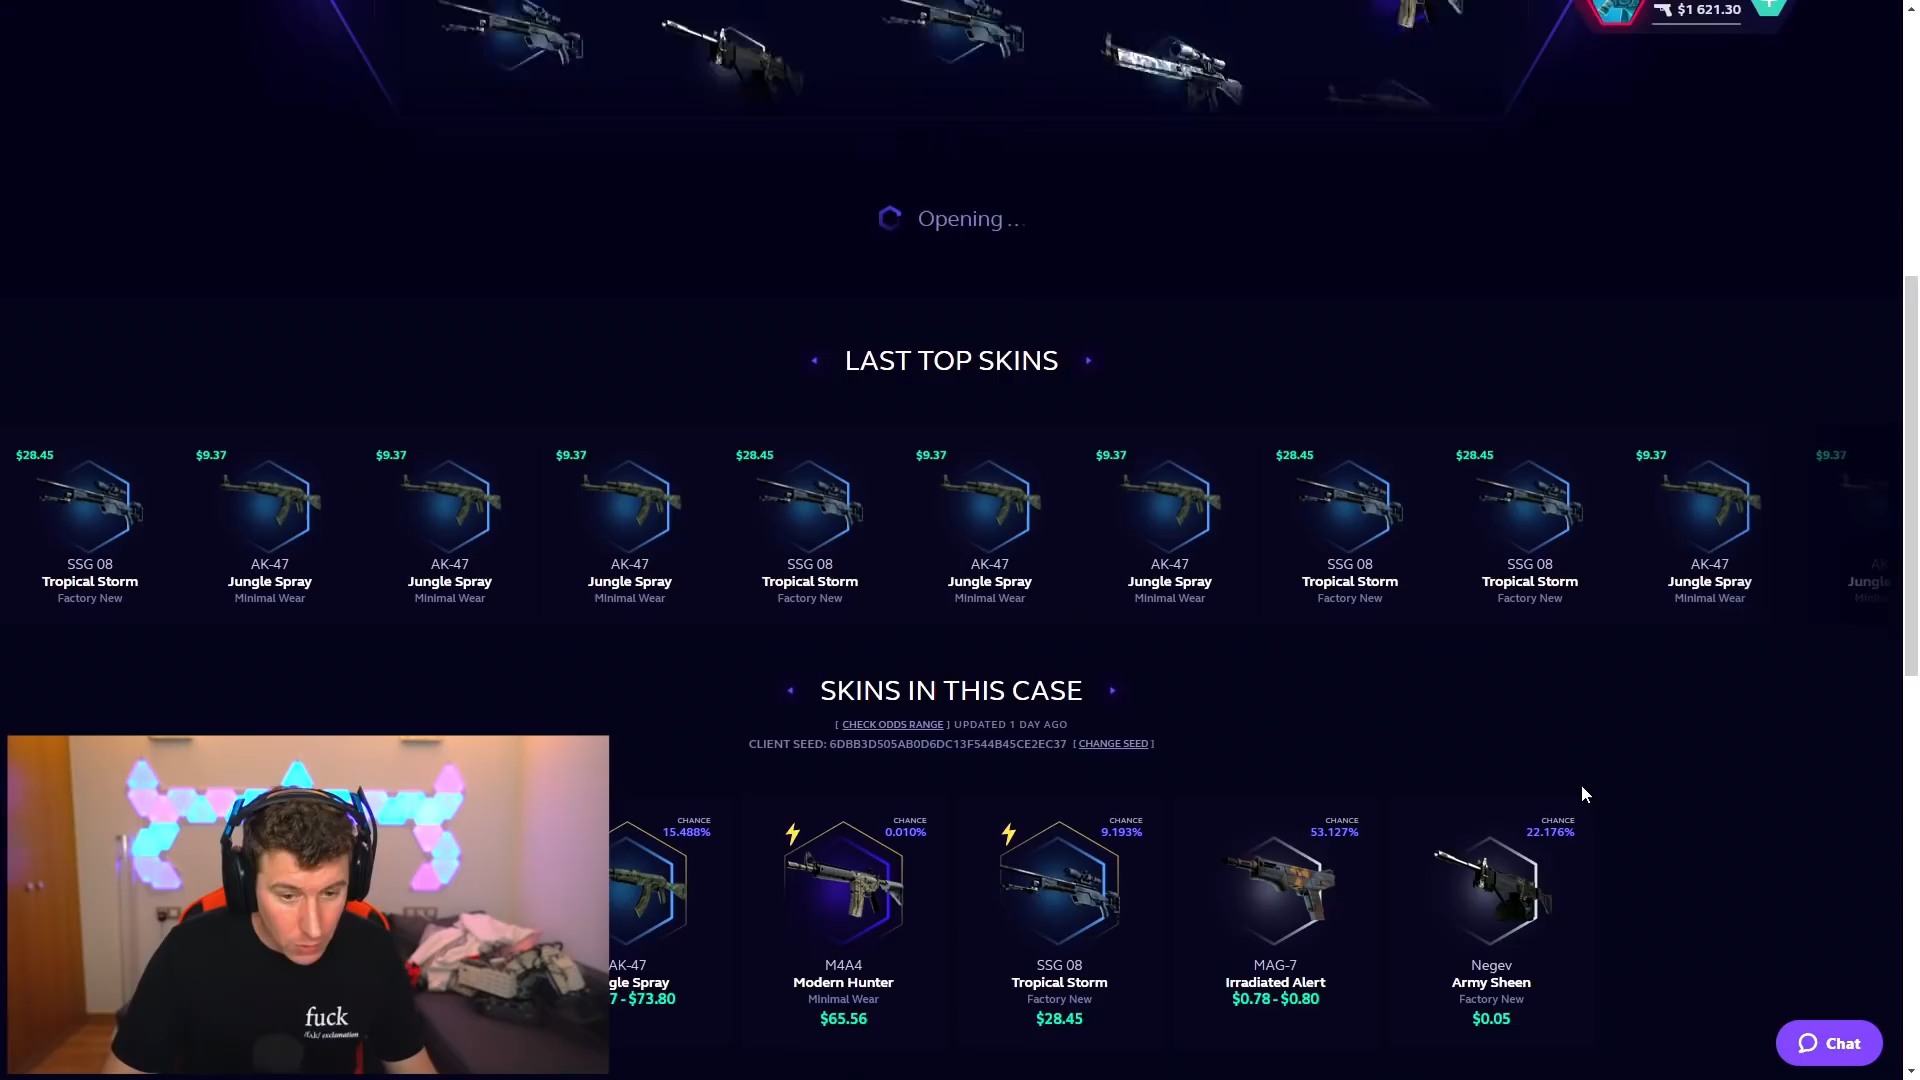 $1 621.30
Opening ...
LAST TOP SKINS
$28.45 $9.37 $9.37 $9.37 $28.45 $9.37 $9.37 $28.45 $28.45 $9.37 $9.37
SSG 08 AK-47 AK-47 AK-47 SSG 08 AK-47 AK-47 SSG 08 SSG 08 AK-47 AK
Tropical Storm Jungle Spray Jungle Spray Jungle Spray Tropical Storm Jungle Spray Jungle Spray Tropical Storm Tropical Storm Jungle Spray Jungle
Factory New Minimal Wear Minimal Wear Minimal Wear Factory New Minimal Wear Minimal Wear Factory New Factory New Minimal Wear Minim
SKINS IN THIS CASE
[ CHECK ODDS RANGE ] UPDATED 1 DAY AGO
CLIENT SEED: 6DBB3D505AB0D6DC13F544B45CE2EC37 [ CHANGE SEED ]
CHANCE CHANCE CHANCE CHANCE CHANCE
15.488% 0.010% 9.193% 53.127% 22.176%
AK-47 M4A4 SSG 08 MAG-7 Negev
gle Spray Modern Hunter Tropical Storm Irradiated Alert Army Sheen
7 - $73.80 Minimal Wear Factory New $0.78 - $0.80 Factory New
$65.56 $28.45 $0.05
fuck
exclamation
Chat